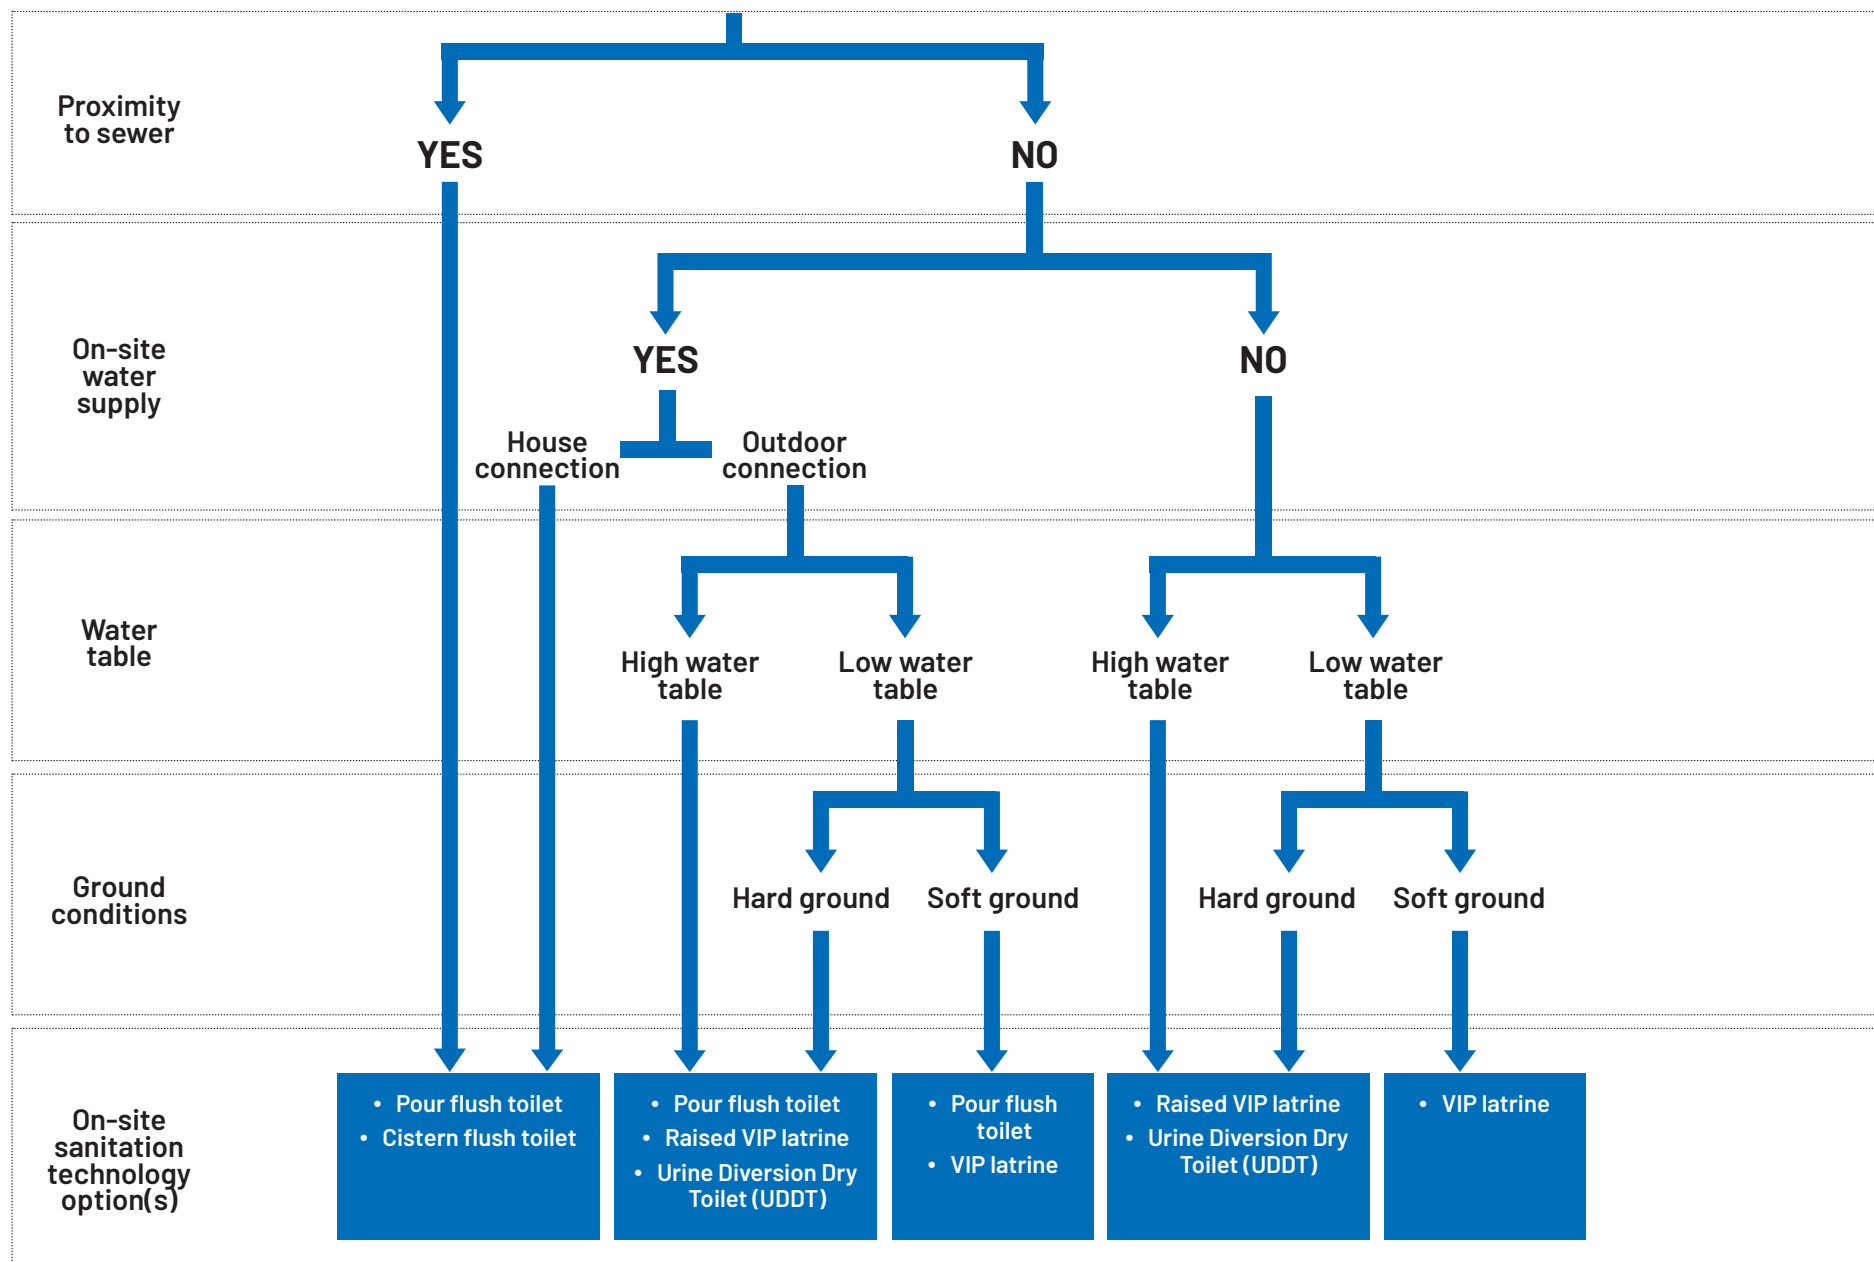 Proximity
to sewer
YES
NO
On-site
water
supply
YES
NO
House
connection
Outdoor
connection
Water
table
High water
table
Low water
table
High water
table
Low water
table
Ground
conditions
Hard ground
Soft ground
Hard ground
Soft ground
On-site
sanitation
technology
option(s)
• Pour flush toilet
• Cistern flush toilet
• Pour flush toilet
• Raised VIP latrine
• Urine Diversion Dry
Toilet (UDDT)
• Pour flush
toilet
• VIP latrine
• Raised VIP latrine
• Urine Diversion Dry
Toilet (UDDT)
• VIP latrine